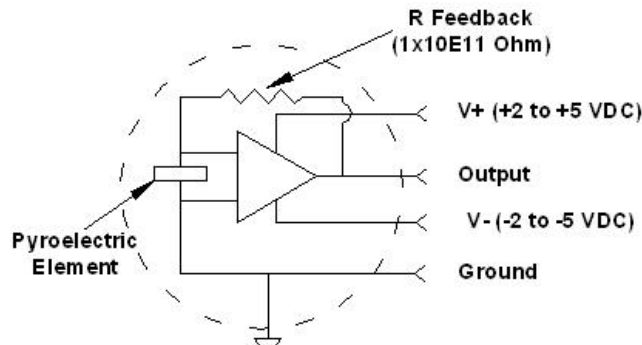 R Feedback
(1x10E11 Ohm)
V+ (+2 to +5 VDC)
Output
V- (-2 to -5 VDC)
Pyroelectric
Element
Ground